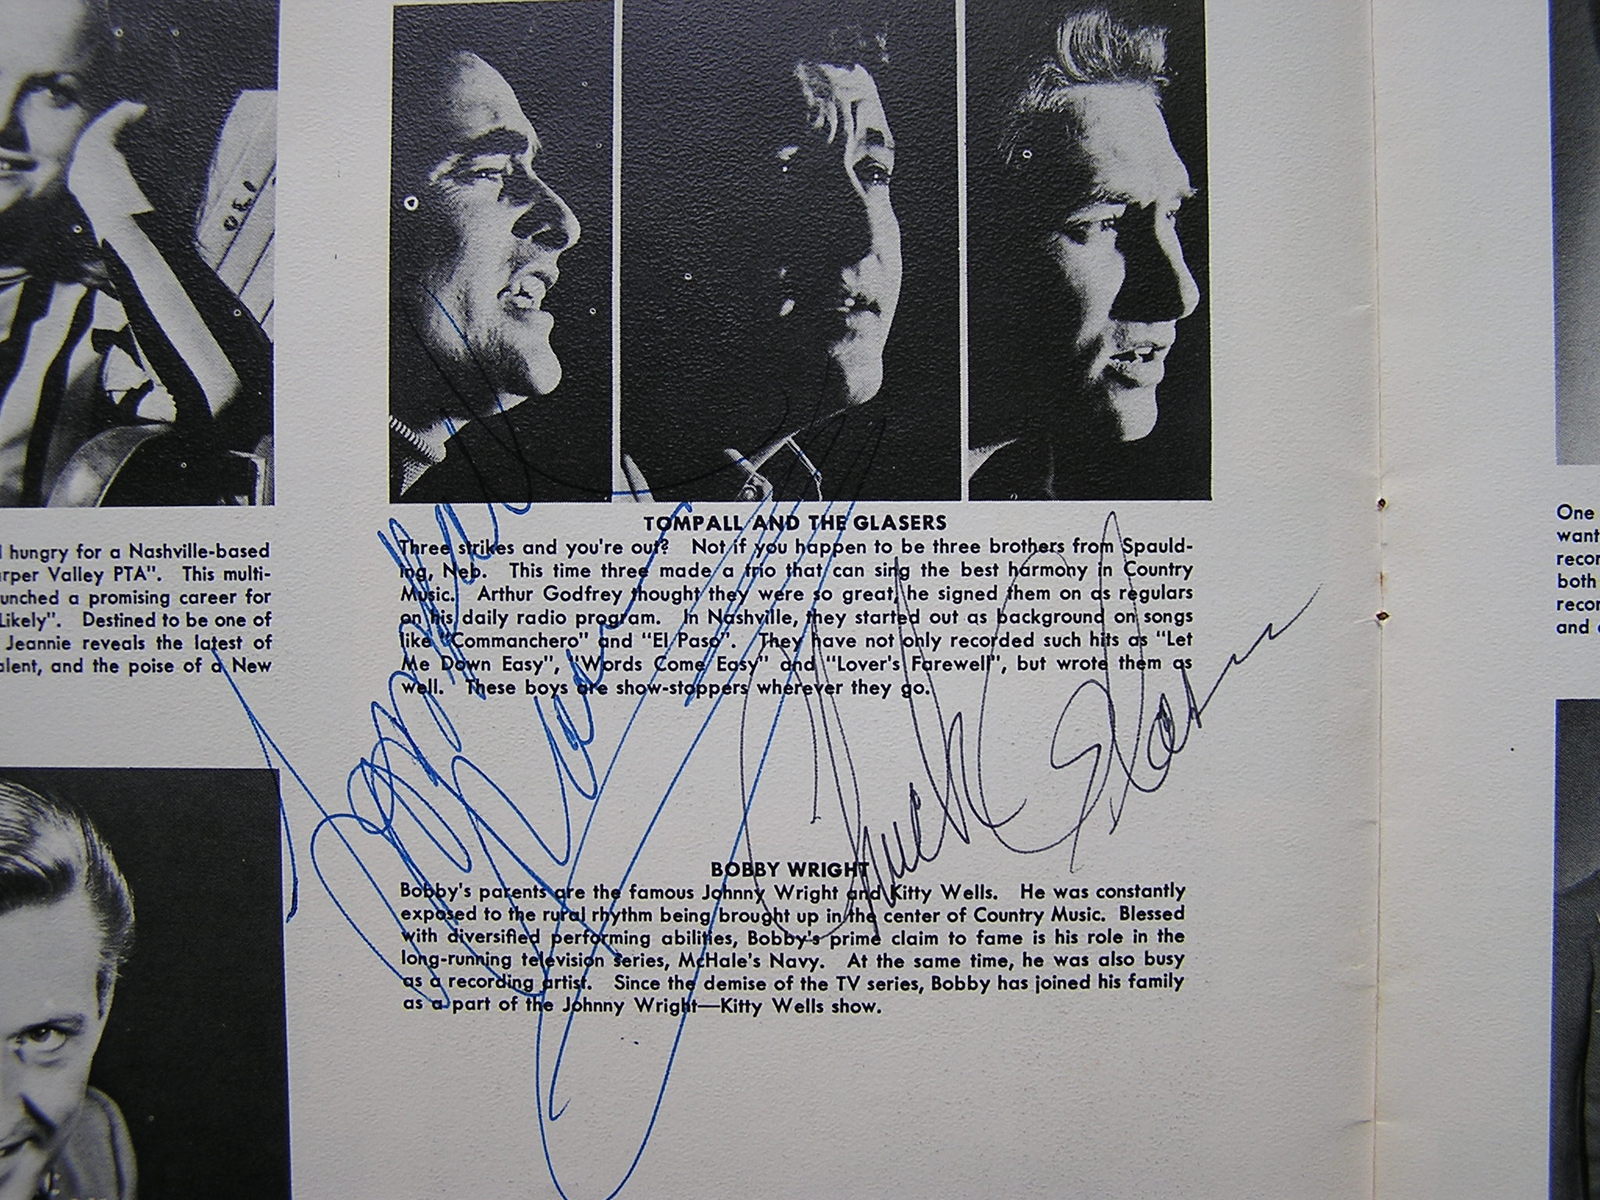 hungry for a Nashville-based
rper Valley PTA". This multi-
unched a promising career for
Likely". Destined to be one of
Jeannie reveals the latest of
alent, and the poise of a New
TOMPALL AND THE GLASERS
Three strikes and you're out? Not if you happen to be three brothers from Spauld-
ing, Neb. This time three made a trio that can sing the best harmony in Country
Music. Arthur Godfrey thought they were so great, he signed them on as regulars
on his daily radio program. In Nashville, they started out as background on songs
like "Commanchero" and "El Paso". They have not only recorded such hits as "Let
Me Down Easy", "Words Come Easy" and "Lover's Farewell", but wrote them as
well. These boys are show-stoppers wherever they go.
Tompall Glaser
Chuck Glaser
BOBBY WRIGHT
Bobby's parents are the famous Johnny Wright and Kitty Wells. He was constantly
exposed to the rural rhythm being brought up in the center of Country Music. Blessed
with diversified performing abilities, Bobby's prime claim to fame is his role in the
long-running television series, McHale's Navy. At the same time, he was also busy
as a recording artist. Since the demise of the TV series, Bobby has joined his family
as a part of the Johnny Wright—Kitty Wells show.
One
want
recor
both
recor
and